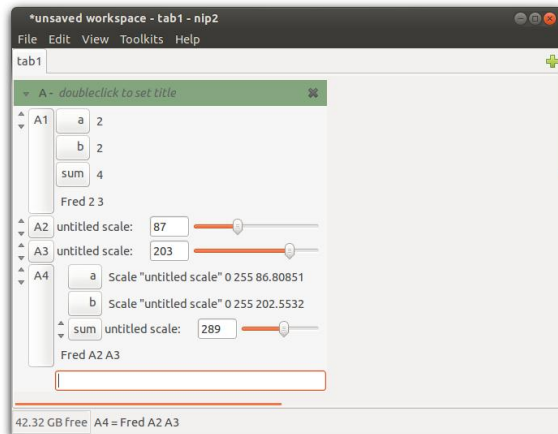 *unsaved workspace - tab1 - nip2
File Edit View Toolkits Help
tab1
A - doubleclick to set title
A1 a 2
b 2
sum 4
Fred 2 3
A2 untitled scale: 87
A3 untitled scale: 203
A4 a Scale "untitled scale" 0 255 86.80851
b Scale "untitled scale" 0 255 202.5532
sum untitled scale: 289
Fred A2 A3
42.32 GB free A4 = Fred A2 A3